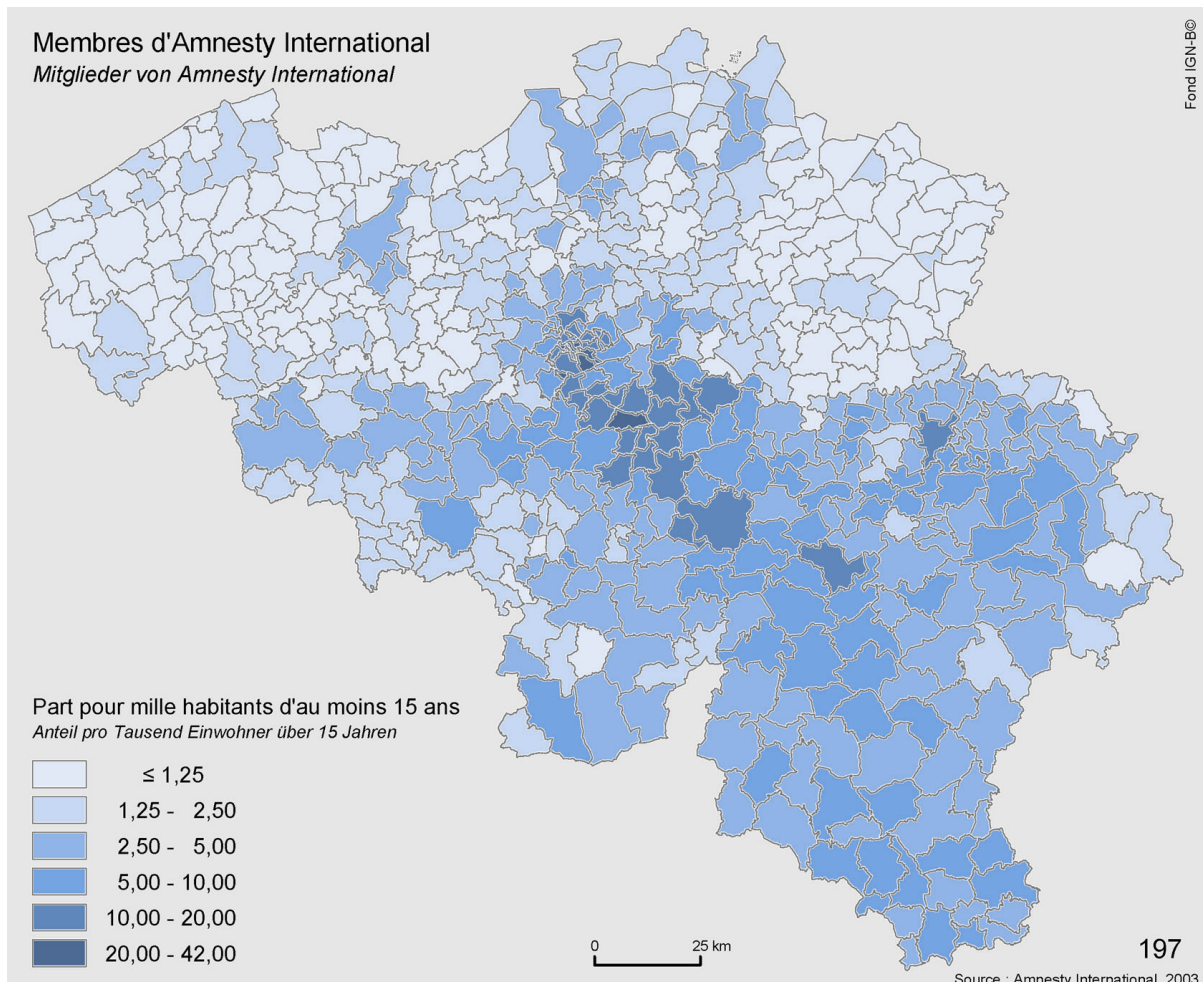 Membres d'Amnesty International
Mitglieder von Amnesty International
Fond IGN-B©
Part pour mille habitants d'au moins 15 ans
Anteil pro Tausend Einwohner über 15 Jahren
≤ 1,25
1,25 - 2,50
2,50 - 5,00
5,00 - 10,00
10,00 - 20,00
20,00 - 42,00
0 25 km
197
Source : Amnesty International, 2003